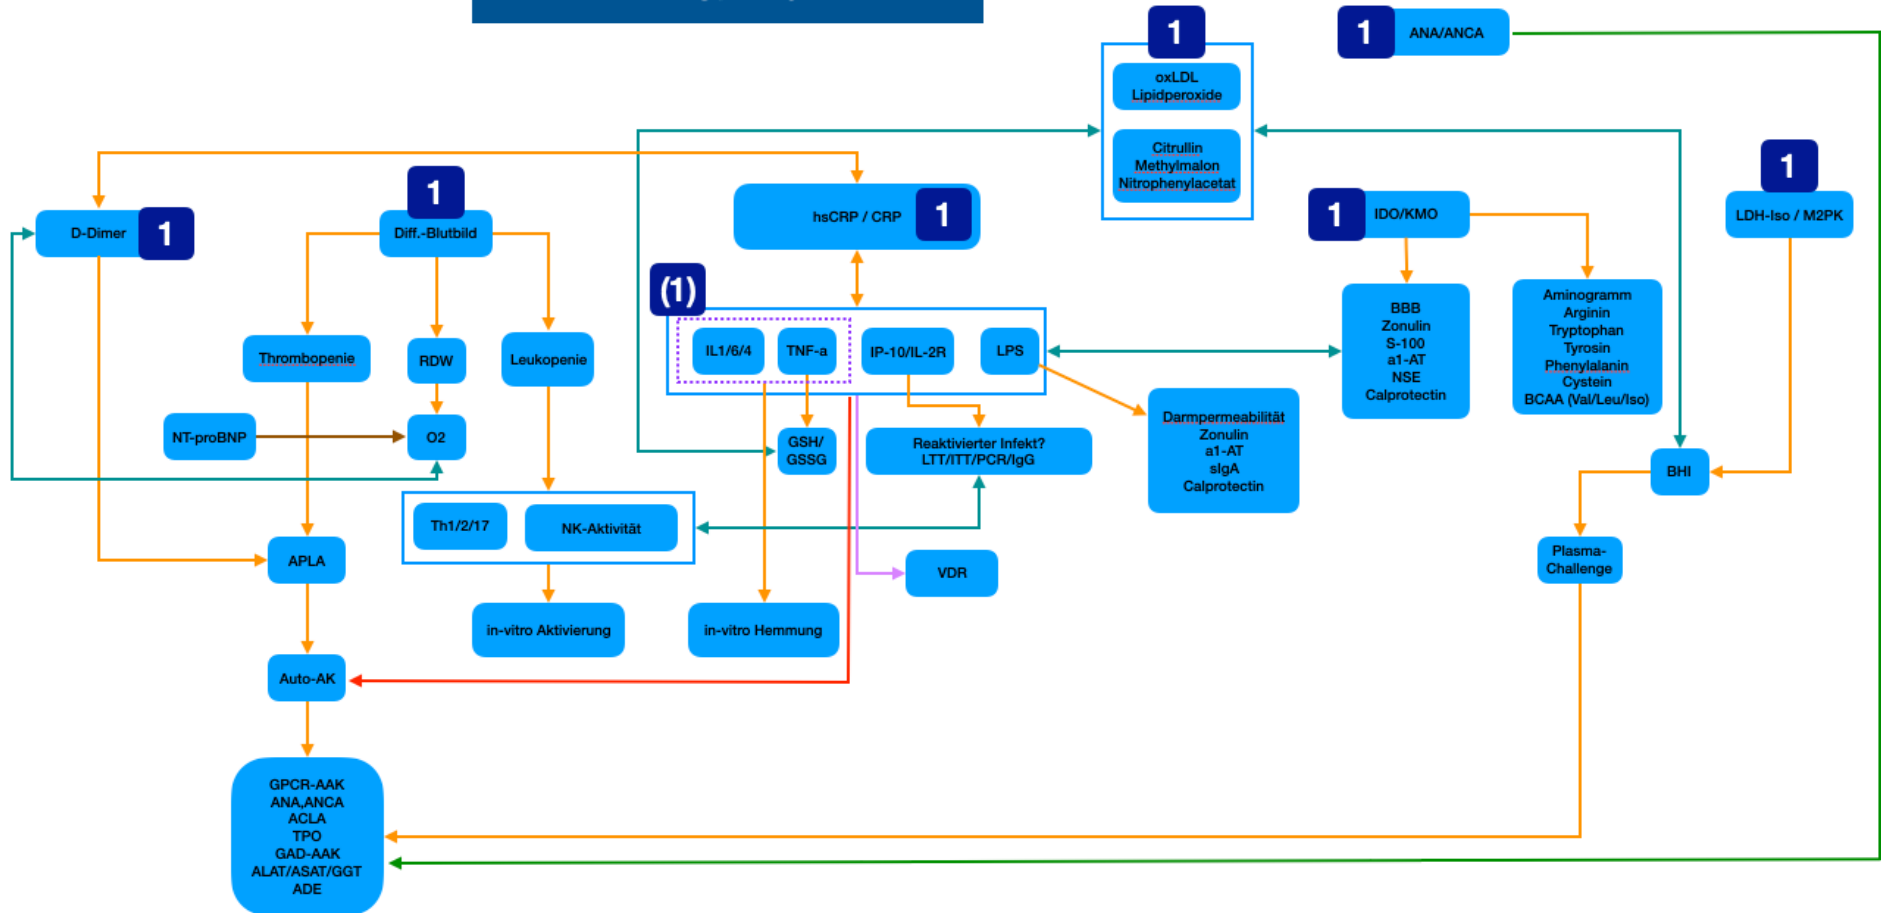 1
1
ANA/ANCA
oxLDL
Lipidperoxide
Citrullin
Methylmalon
Nitrophenylacetat
1
1
1
D-Dimer
1
Diff.-Blutbild
hsCRP / CRP
1
1
IDO/KMO
LDH-Iso / M2PK
(1)
IL1/6/4
TNF-a
IP-10/IL-2R
LPS
Thrombopenie
RDW
Leukopenie
BBB
Zonulin
S-100
a1-AT
NSE
Calprotectin
Aminogramm
Arginin
Tryptophan
Tyrosin
Phenylalanin
Cystein
BCAA (Val/Leu/Iso)
NT-proBNP
O2
GSH/
GSSG
Reaktivierter Infekt?
LTT/ITT/PCR/IgG
Darmpermeabilität
Zonulin
a1-AT
sIgA
Calprotectin
BHI
Th1/2/17
NK-Aktivität
APLA
VDR
Plasma-
Challenge
in-vitro Aktivierung
in-vitro Hemmung
Auto-AK
GPCR-AAK
ANA,ANCA
ACLA
TPO
GAD-AAK
ALAT/ASAT/GGT
ADE